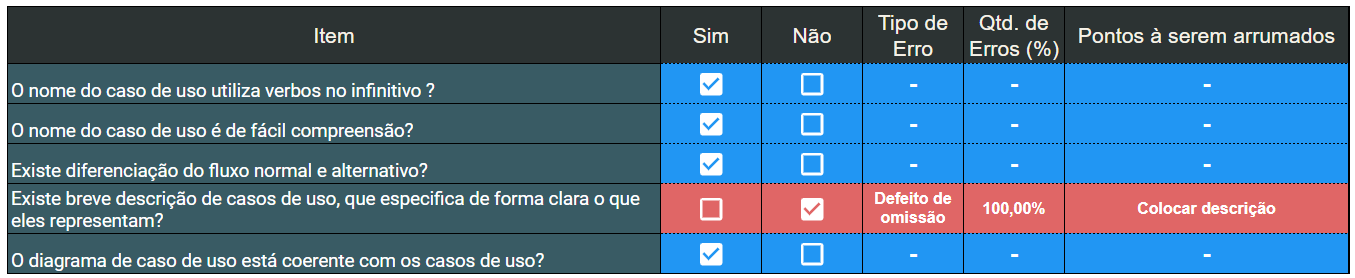 Item Sim Não Tipo de Erro Qtd. de Erros (%) Pontos à serem arrumados
O nome do caso de uso utiliza verbos no infinitivo ? - - -
O nome do caso de uso é de fácil compreensão? - - -
Existe diferenciação do fluxo normal e alternativo? - - -
Existe breve descrição de casos de uso, que especifica de forma clara o que
eles representam? Defeito de omissão 100,00% Colocar descrição
O diagrama de caso de uso está coerente com os casos de uso? - - -